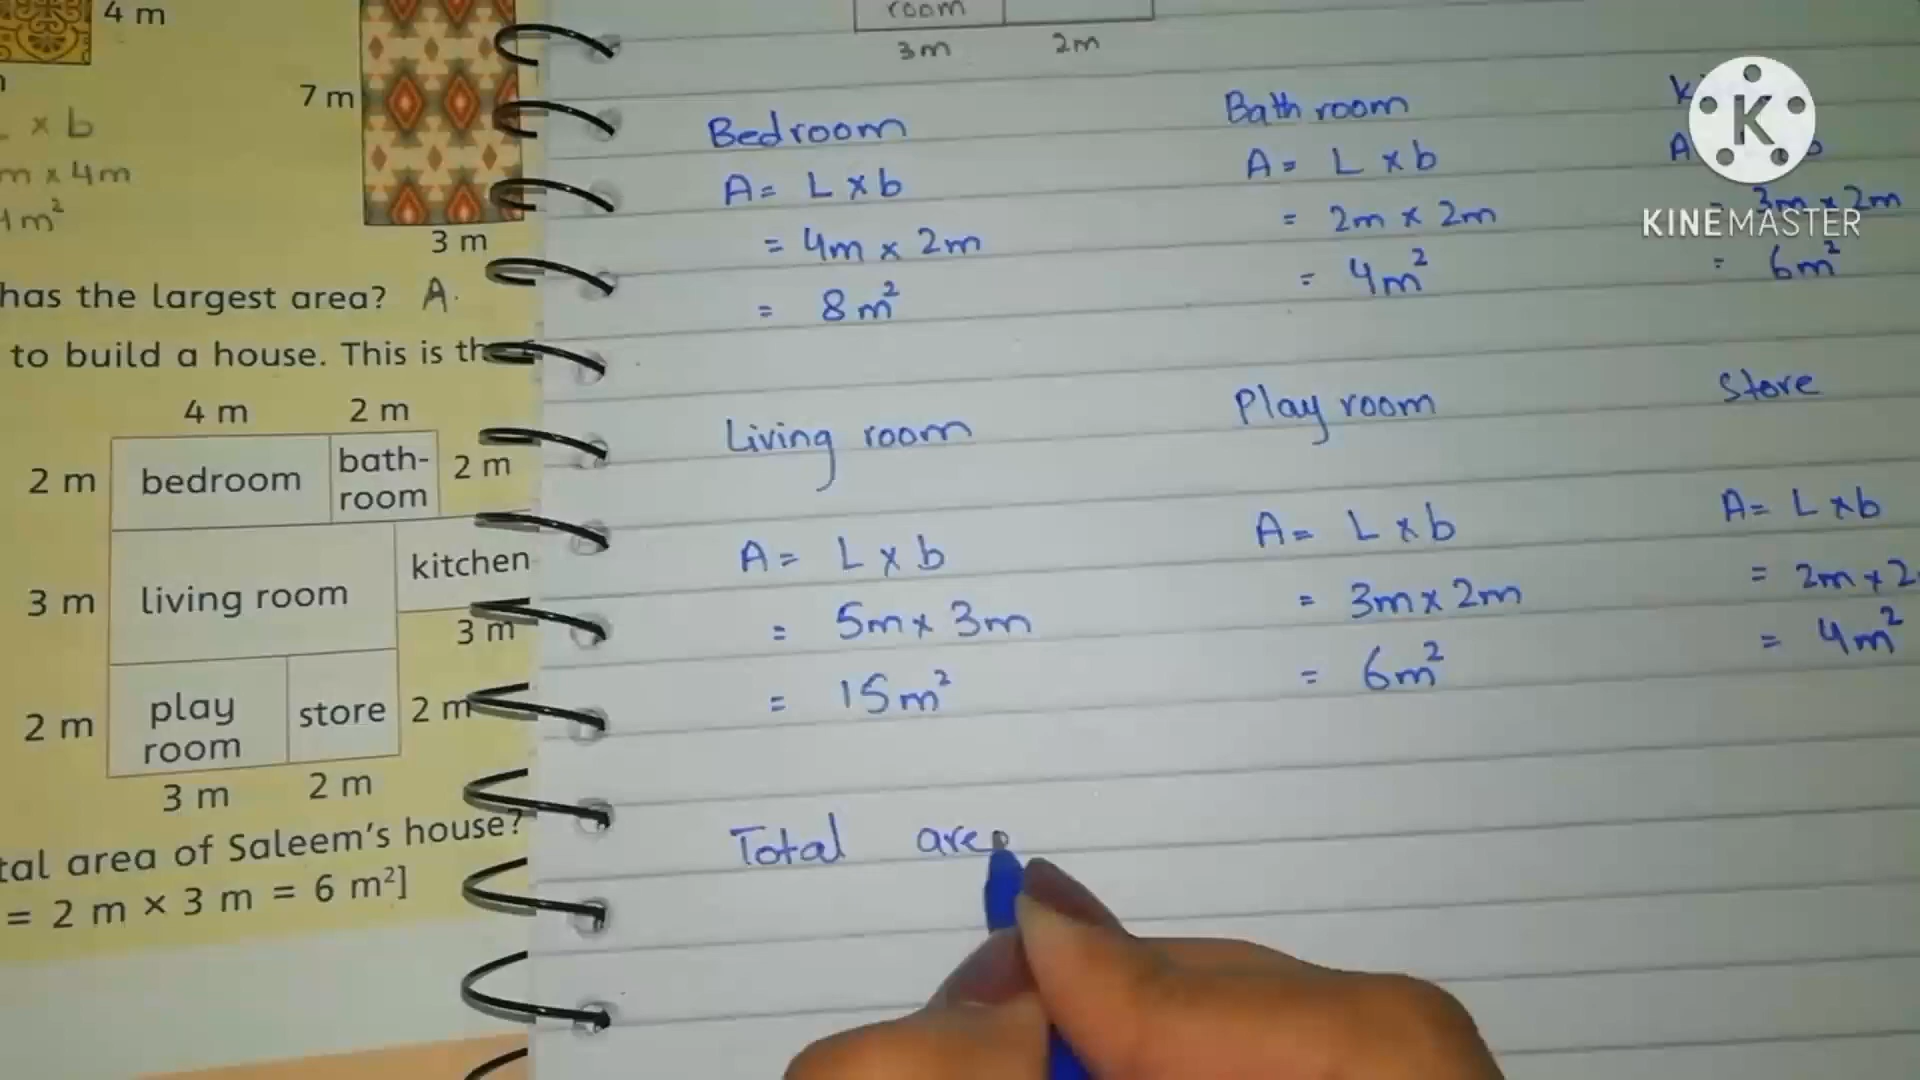 4 m
7 m
× b
m × 4m
m²
3 m
has the largest area? A.
to build a house. This is
4 m 2 m
2 m bedroom bath-
room 2 m
3 m living room kitchen
3 m
2 m play
room store 2 m
3 m 2 m
area of Saleem's house?
= 2 m × 3 m = 6 m²]
room
3m 2m
Bedroom
A = L × b
= 4m × 2m
= 8m²
Bath room
A = L × b
= 2m × 2m
= 4m²
A
= 3m × 2m
= 6m²
K
KINEMASTER
Living room
A = L × b
= 5m × 3m
= 15m²
Play room
A = L × b
= 3m × 2m
= 6m²
Store
A = L × b
= 2m × 2
= 4m²
Total are